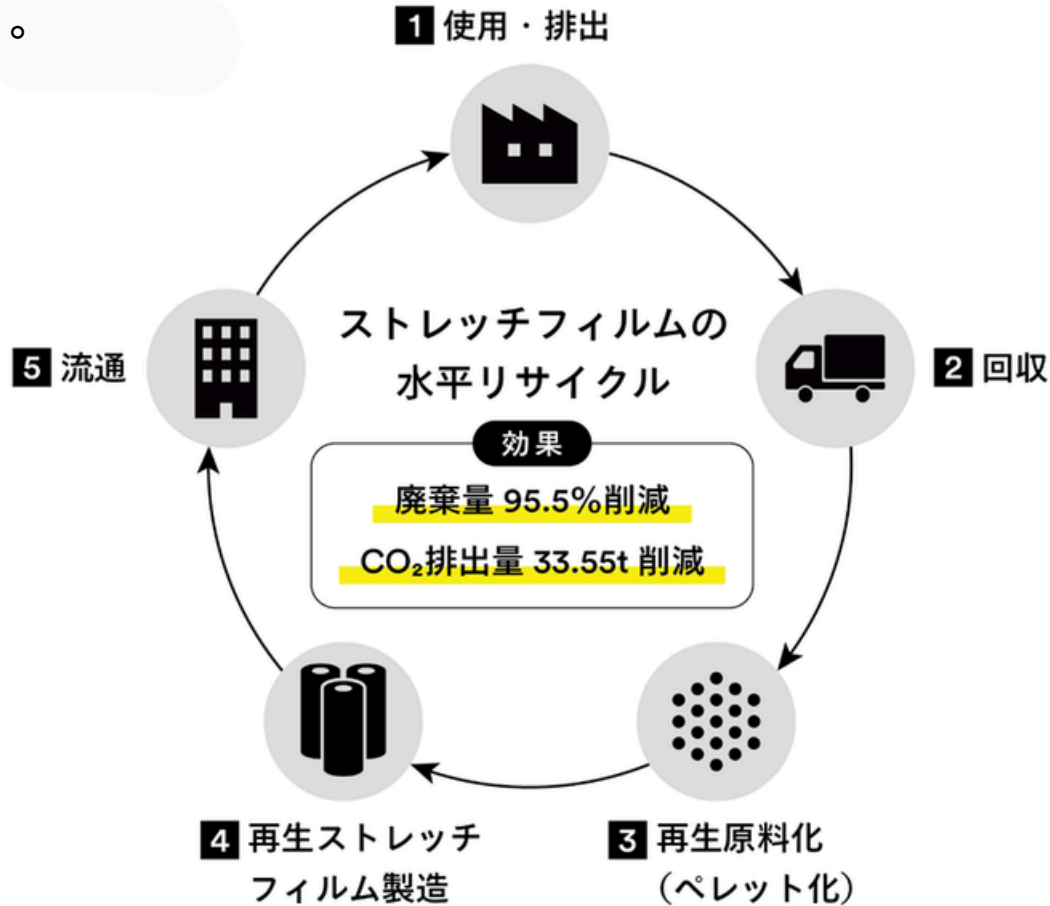 。
1 使用・排出
ストレッチフィルムの
水平リサイクル
5 流通
2 回収
効果
廃棄量 95.5%削減
CO₂排出量 33.55t 削減
4 再生ストレッチ
フィルム製造
3 再生原料化
(ペレット化)